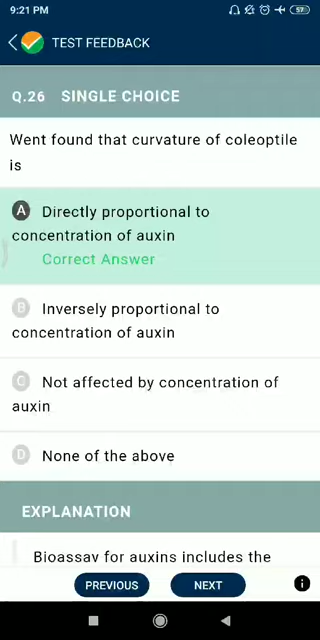 9:21 PM
57
TEST FEEDBACK
Q.26 SINGLE CHOICE
Went found that curvature of coleoptile
is
A Directly proportional to
concentration of auxin
Correct Answer
B Inversely proportional to
concentration of auxin
C Not affected by concentration of
auxin
D None of the above
EXPLANATION
Bioassay for auxins includes the
PREVIOUS NEXT